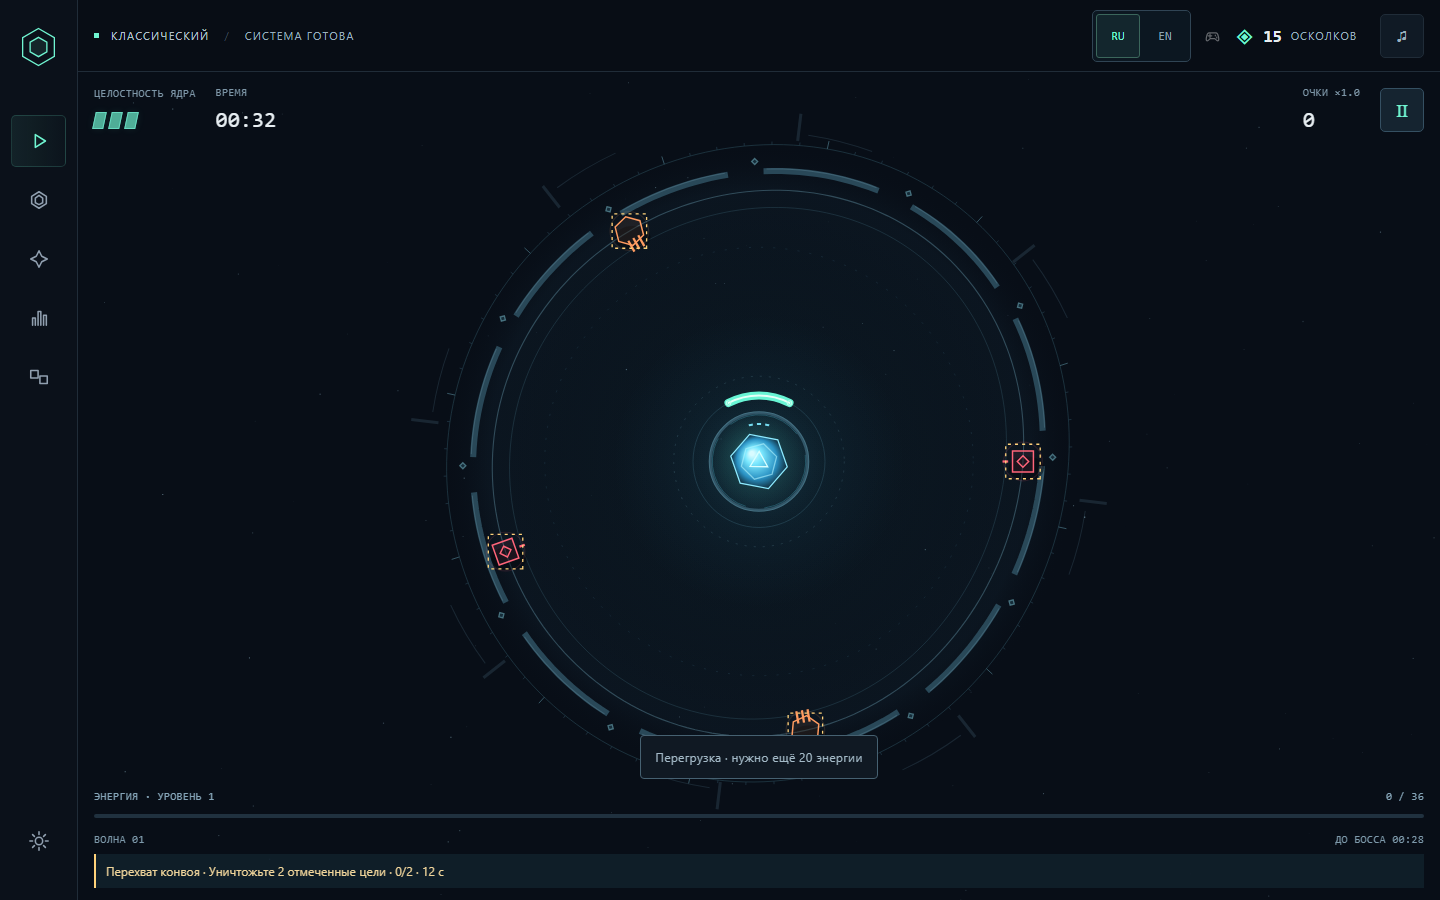 КЛАССИЧЕСКИЙ / СИСТЕМА ГОТОВА
RU EN
15 ОСКОЛКОВ
ЦЕЛОСТНОСТЬ ЯДРА
ВРЕМЯ
00:32
ОЧКИ ×1.0
0
Перегрузка · нужно ещё 20 энергии
ЭНЕРГИЯ · УРОВЕНЬ 1
0 / 36
ВОЛНА 01
ДО БОССА 00:28
Перехват конвоя · Уничтожьте 2 отмеченные цели · 0/2 · 12 с